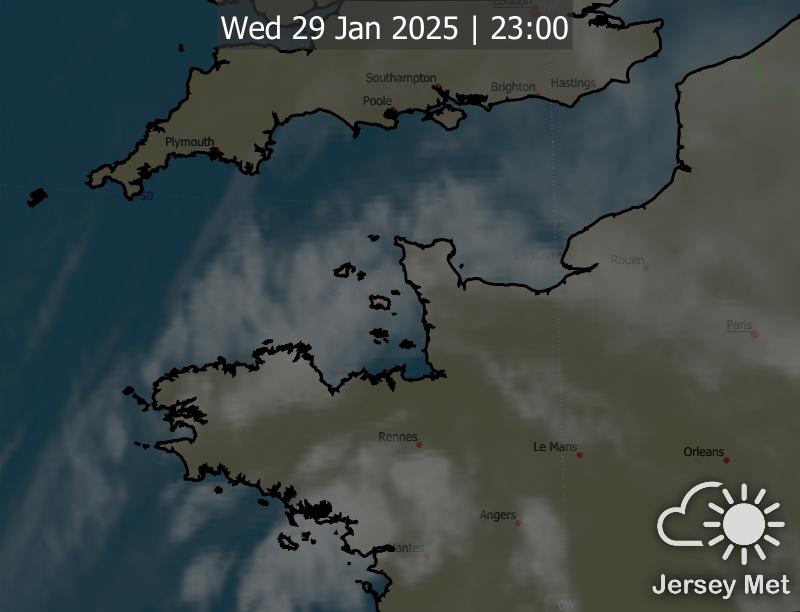 London
Wed 29 Jan 2025 | 23:00
Southampton
Brighton
Hastings
Poole
Plymouth
50
Rouen
Paris
Rennes
Le Mans
Orleans
Angers
Nantes
0W
Jersey Met